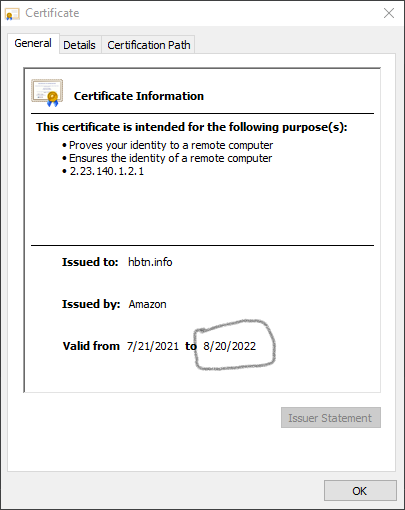 Certificate
General Details Certification Path
Certificate Information
This certificate is intended for the following purpose(s):
• Proves your identity to a remote computer
• Ensures the identity of a remote computer
• 2.23.140.1.2.1
Issued to: hbtn.info
Issued by: Amazon
Valid from 7/21/2021 to 8/20/2022
Issuer Statement
OK